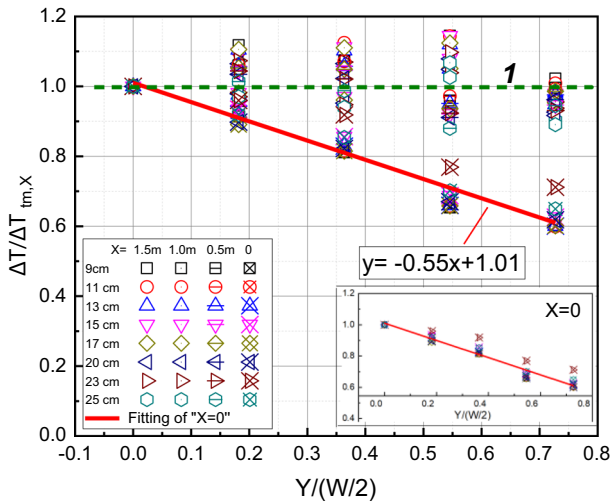 1.2
1.0
0.8
0.6
0.4
0.2
0.0
ΔT/ΔT tm,X
1
y= -0.55x+1.01
X= 1.5m 1.0m 0.5m 0
9cm
11 cm
13 cm
15 cm
17 cm
20 cm
23 cm
25 cm
Fitting of "X=0"
X=0
1.0
0.8
0.6
0.4
0.0 0.2 0.4 0.6 0.8
Y/(W/2)
-0.1 0.0 0.1 0.2 0.3 0.4 0.5 0.6 0.7 0.8
Y/(W/2)